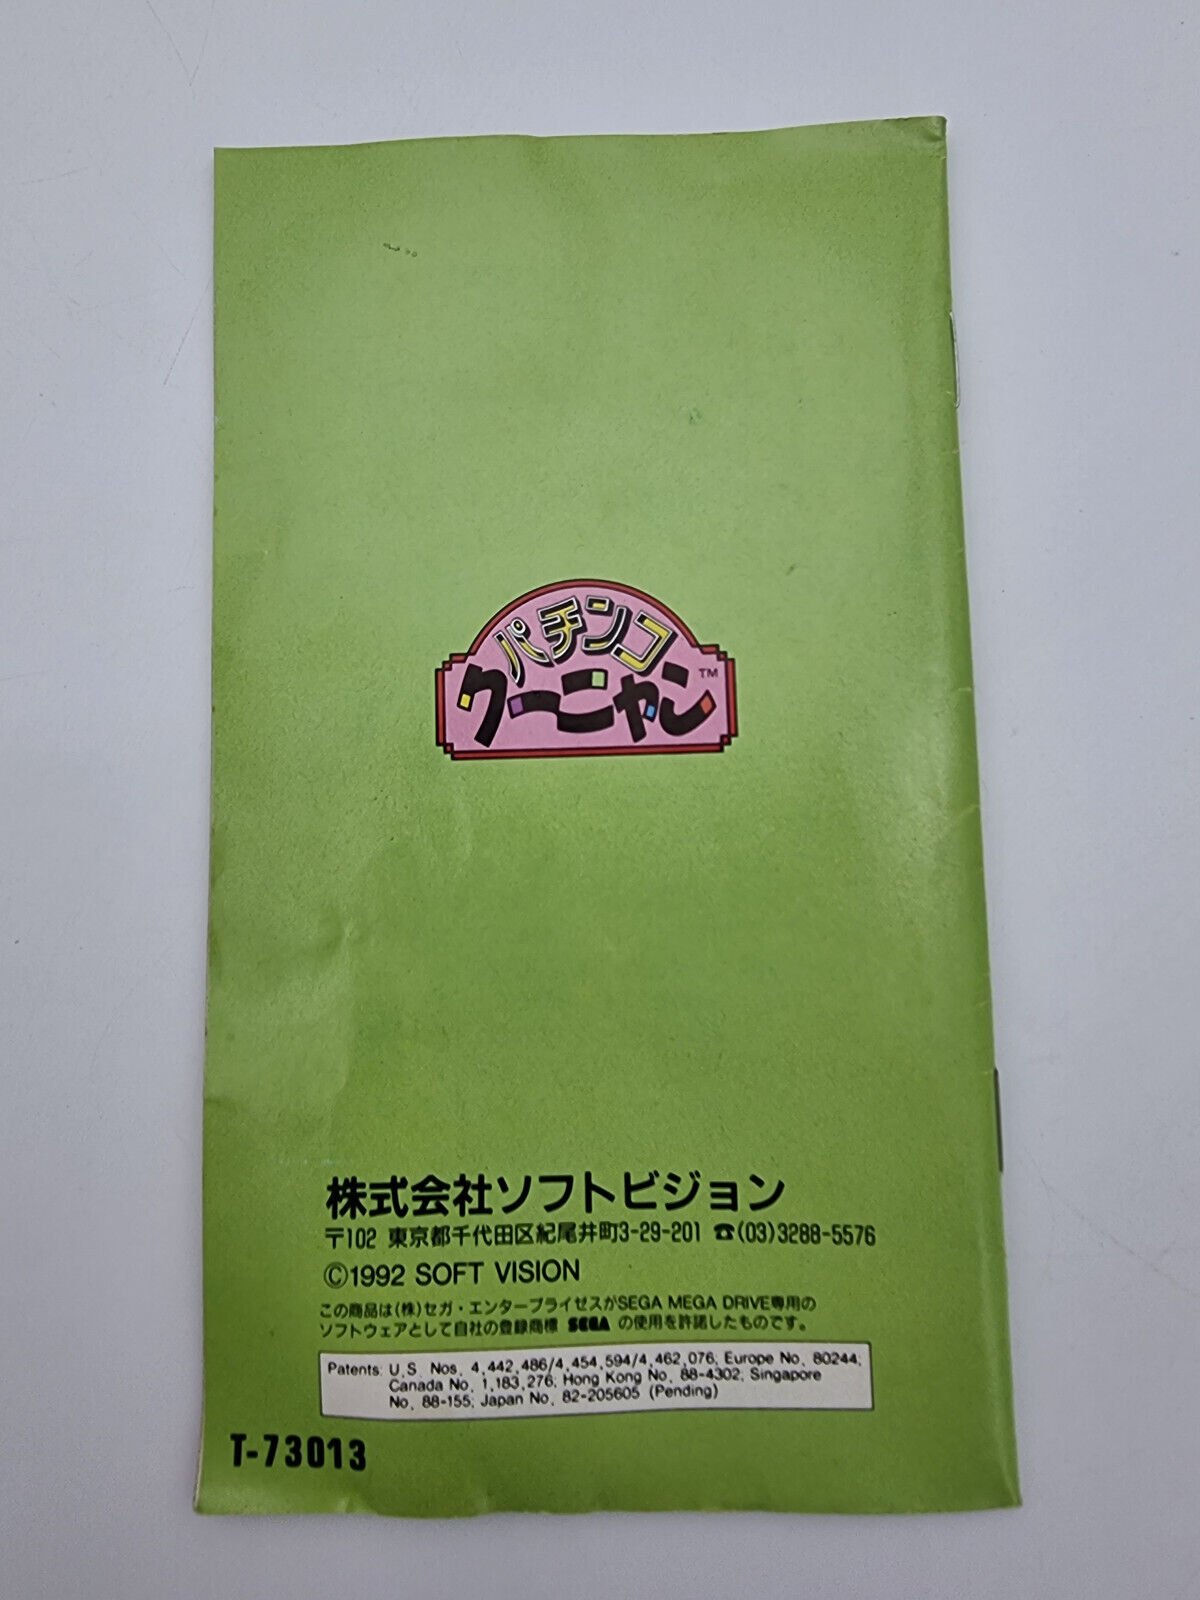 パチンコ
クーニャン™
株式会社ソフトビジョン
〒102 東京都千代田区紀尾井町3-29-201 ☎(03)3288-5576
©1992 SOFT VISION
この商品は(株)セガ・エンタープライゼスがSEGA MEGA DRIVE専用の
ソフトウェアとして自社の登録商標 SEGA の使用を許諾したものです。
Patents: U.S. Nos. 4,442,486/4,454,594/4,462,076; Europe No. 80244;
Canada No. 1,183,276; Hong Kong No. 88-4302; Singapore
No. 88-155; Japan No. 82-205605 (Pending)
T-73013